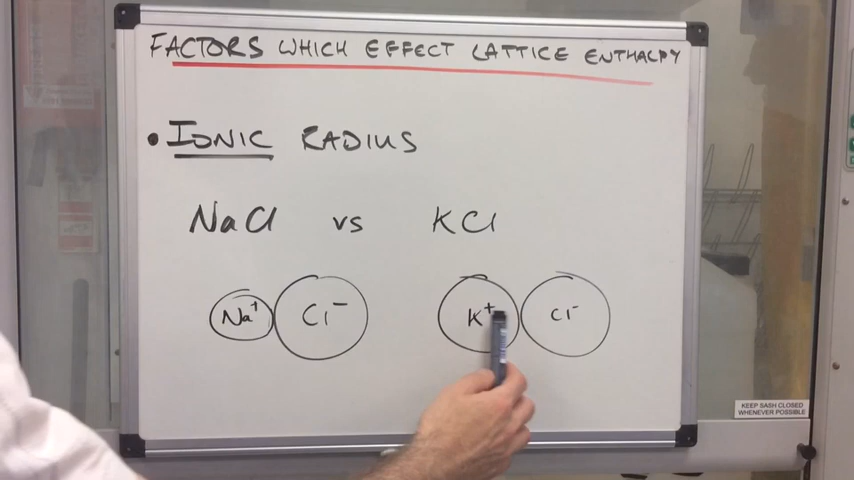 FACTORS WHICH EFFECT LATTICE ENTHALPY
• IONIC RADIUS
NaCl vs KCl
Na⁺ Cl⁻ K⁺ Cl⁻
KEEP SASH CLOSED
WHENEVER POSSIBLE